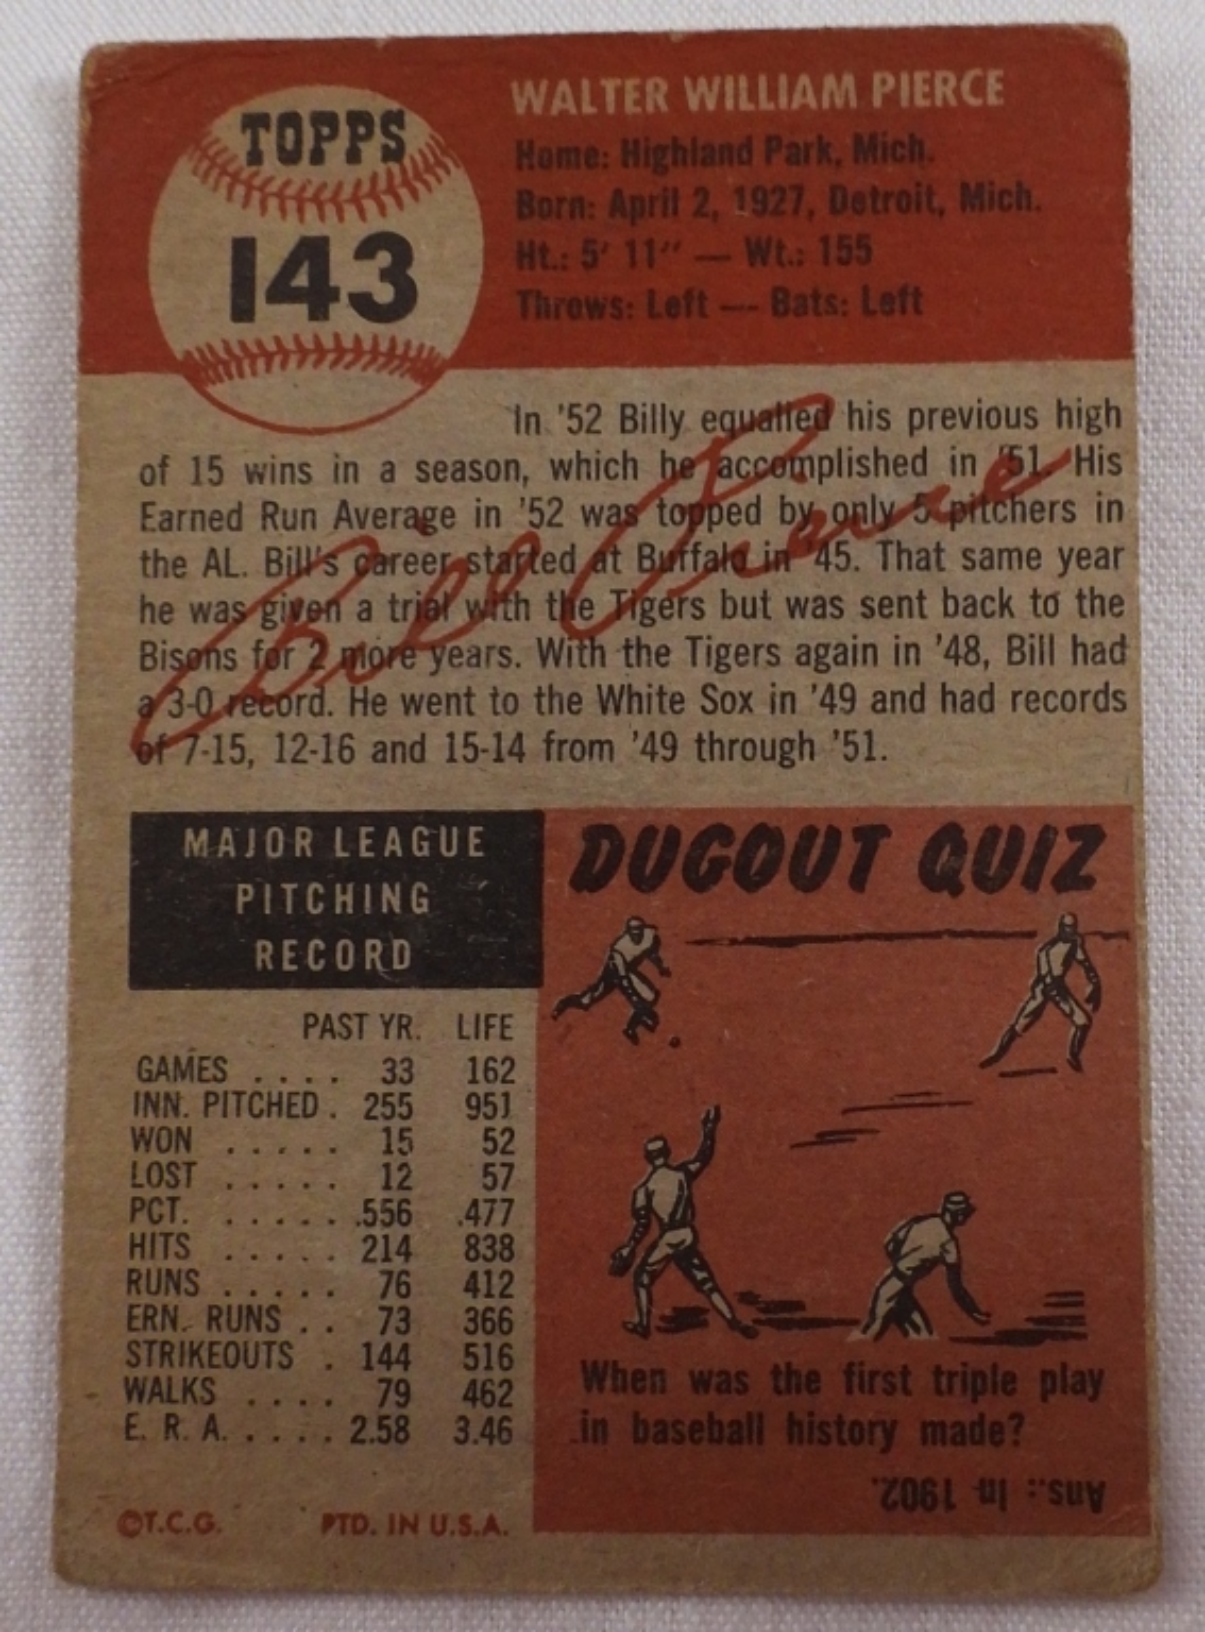 TOPPS
143
WALTER WILLIAM PIERCE
Home: Highland Park, Mich.
Born: April 2, 1927, Detroit, Mich.
Ht.: 5' 11" — Wt.: 155
Throws: Left — Bats: Left
In '52 Billy equalled his previous high
of 15 wins in a season, which he accomplished in '51. His
Earned Run Average in '52 was topped by only 5 pitchers in
the AL. Bill's career started at Buffalo in '45. That same year
he was given a trial with the Tigers but was sent back to the
Bisons for 2 more years. With the Tigers again in '48, Bill had
a 3-0 record. He went to the White Sox in '49 and had records
of 7-15, 12-16 and 15-14 from '49 through '51.
Bill Pierce
MAJOR LEAGUE
PITCHING
RECORD
PAST YR. LIFE
GAMES .... 33 162
INN. PITCHED . 255 951
WON ..... 15 52
LOST ..... 12 57
PCT. ...... .556 .477
HITS ..... 214 838
RUNS ..... 76 412
ERN. RUNS .. 73 366
STRIKEOUTS . 144 516
WALKS .... 79 462
E. R. A. .... 2.58 3.46
©T.C.G. PTD. IN U.S.A.
DUGOUT QUIZ
When was the first triple play
in baseball history made?
Ans.: In 1902.